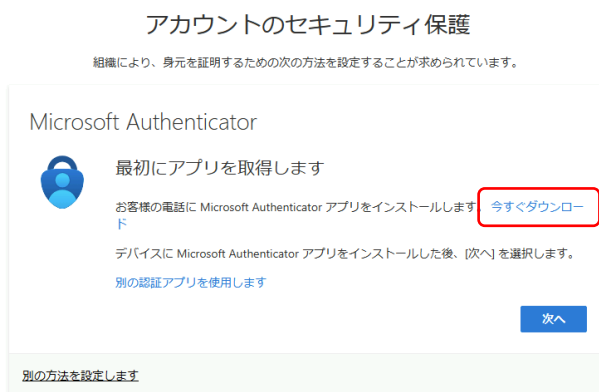 アカウントのセキュリティ保護
組織により、身元を証明するための次の方法を設定することが求められています。
Microsoft Authenticator
最初にアプリを取得します
お客様の電話に Microsoft Authenticator アプリをインストールします。今すぐダウンロー
ド
デバイスに Microsoft Authenticator アプリをインストールした後、[次へ] を選択します。
別の認証アプリを使用します
次へ
別の方法を設定します